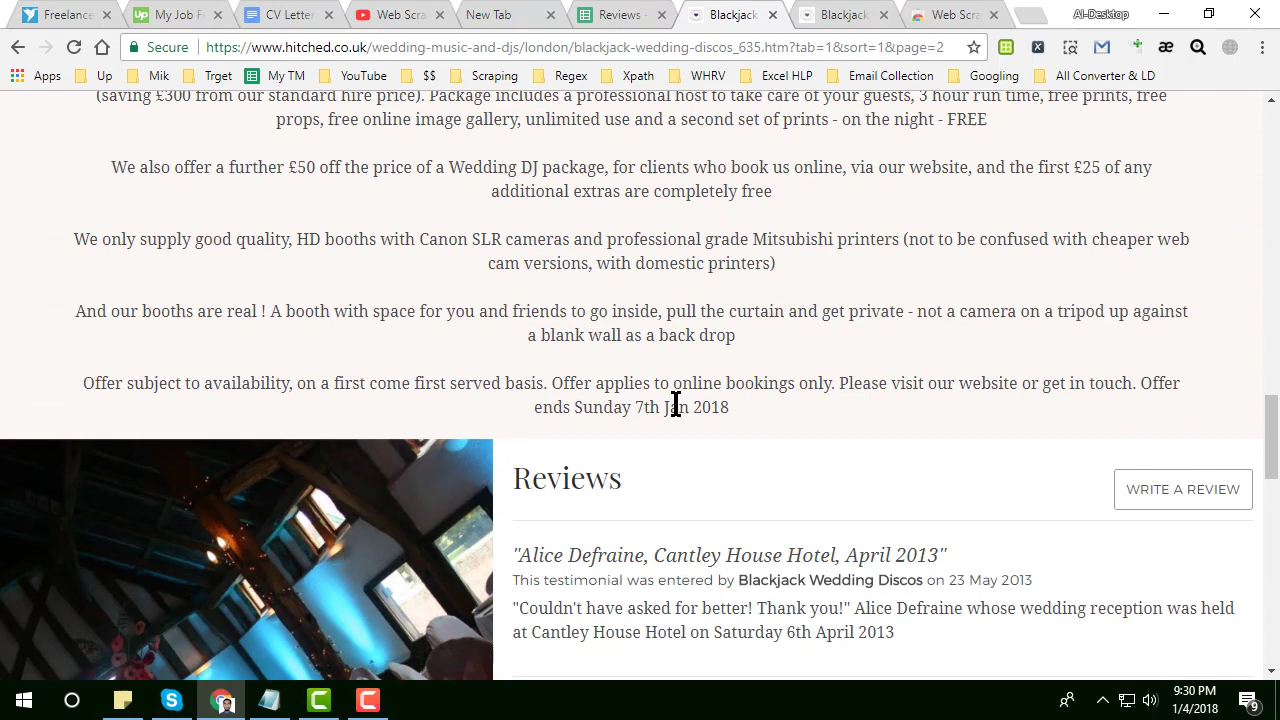 Freelance
My Job F
CV Letter
Web Scra
New Tab
Reviews -
Blackjack
Blackjack
Web Scra
AI-Desktop
Secure
https://www.hitched.co.uk/wedding-music-and-djs/london/blackjack-wedding-discos_635.htm?tab=1&sort=1&page=2
Apps
Up
Mik
Trget
My TM
YouTube
$$
Scraping
Regex
Xpath
WHRV
Excel HLP
Email Collection
Googling
All Converter & LD
(saving £300 from our standard hire price). Package includes a professional host to take care of your guests, 3 hour run time, free prints, free
props, free online image gallery, unlimited use and a second set of prints - on the night - FREE
We also offer a further £50 off the price of a Wedding DJ package, for clients who book us online, via our website, and the first £25 of any
additional extras are completely free
We only supply good quality, HD booths with Canon SLR cameras and professional grade Mitsubishi printers (not to be confused with cheaper web
cam versions, with domestic printers)
And our booths are real ! A booth with space for you and friends to go inside, pull the curtain and get private - not a camera on a tripod up against
a blank wall as a back drop
Offer subject to availability, on a first come first served basis. Offer applies to online bookings only. Please visit our website or get in touch. Offer
ends Sunday 7th Jan 2018
Reviews
WRITE A REVIEW
"Alice Defraine, Cantley House Hotel, April 2013"
This testimonial was entered by Blackjack Wedding Discos on 23 May 2013
"Couldn't have asked for better! Thank you!" Alice Defraine whose wedding reception was held
at Cantley House Hotel on Saturday 6th April 2013
9:30 PM
1/4/2018
9